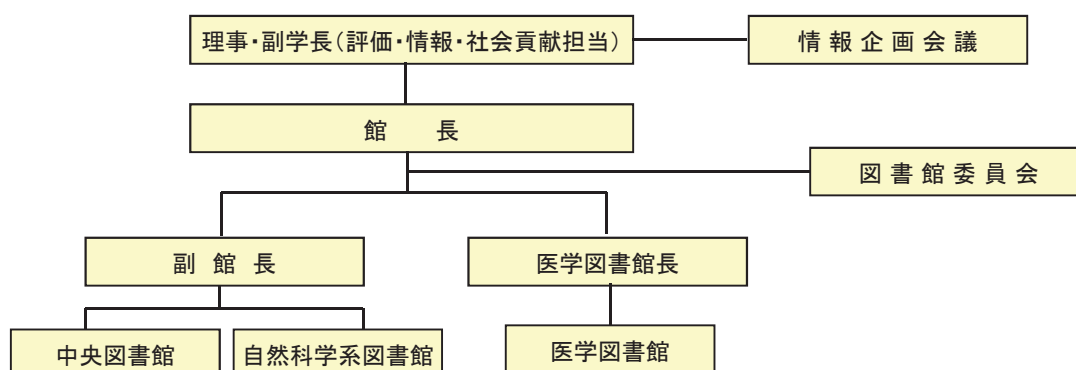 理事・副学長(評価・情報・社会貢献担当)
情報企画会議
館長
図書館委員会
副館長
医学図書館長
中央図書館
自然科学系図書館
医学図書館